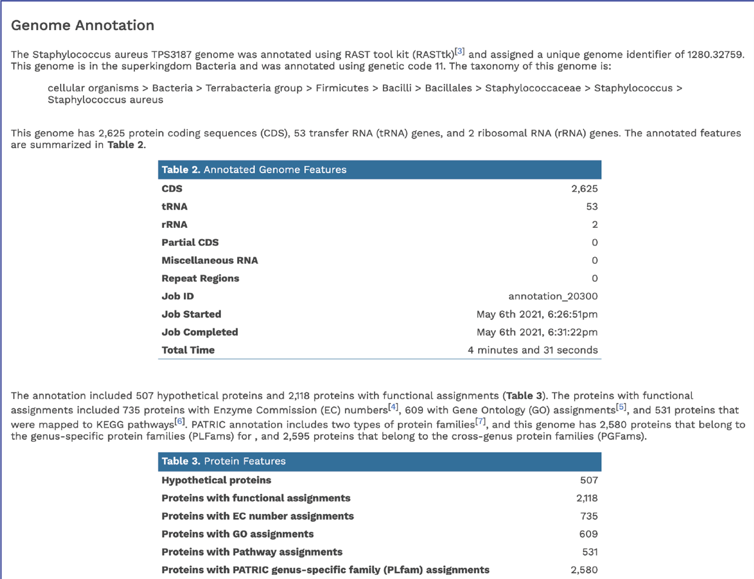 Genome Annotation
The Staphylococcus aureus TPS3187 genome was annotated using RAST tool kit (RASTtk)[3] and assigned a unique genome identifier of 1280.32759.
This genome is in the superkingdom Bacteria and was annotated using genetic code 11. The taxonomy of this genome is:
cellular organisms > Bacteria > Terrabacteria group > Firmicutes > Bacilli > Bacillales > Staphylococcaceae > Staphylococcus >
Staphylococcus aureus
This genome has 2,625 protein coding sequences (CDS), 53 transfer RNA (tRNA) genes, and 2 ribosomal RNA (rRNA) genes. The annotated features
are summarized in Table 2.
Table 2. Annotated Genome Features
CDS 2,625
tRNA 53
rRNA 2
Partial CDS 0
Miscellaneous RNA 0
Repeat Regions 0
Job ID annotation_20300
Job Started May 6th 2021, 6:26:51pm
Job Completed May 6th 2021, 6:31:22pm
Total Time 4 minutes and 31 seconds
The annotation included 507 hypothetical proteins and 2,118 proteins with functional assignments (Table 3). The proteins with functional
assignments included 735 proteins with Enzyme Commission (EC) numbers[4], 609 with Gene Ontology (GO) assignments[5], and 531 proteins that
were mapped to KEGG pathways[6]. PATRIC annotation includes two types of protein families[7], and this genome has 2,580 proteins that belong to
the genus-specific protein families (PLFams) for , and 2,595 proteins that belong to the cross-genus protein families (PGFams).
Table 3. Protein Features
Hypothetical proteins 507
Proteins with functional assignments 2,118
Proteins with EC number assignments 735
Proteins with GO assignments 609
Proteins with Pathway assignments 531
Proteins with PATRIC genus-specific family (PLfam) assignments 2,580